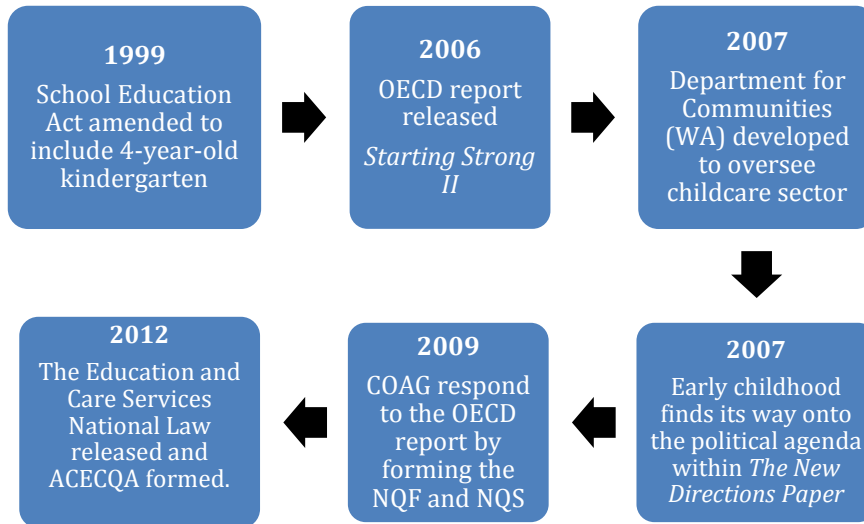 1999
School Education
Act amended to
include 4-year-old
kindergarten
2006
OECD report
released
Starting Strong
II
2007
Department for
Communities
(WA) developed
to oversee
childcare sector
2007
Early childhood
finds its way onto
the political agenda
within The New
Directions Paper
2009
COAG respond
to the OECD
report by
forming the
NQF and NQS
2012
The Education and
Care Services
National Law
released and
ACECQA formed.